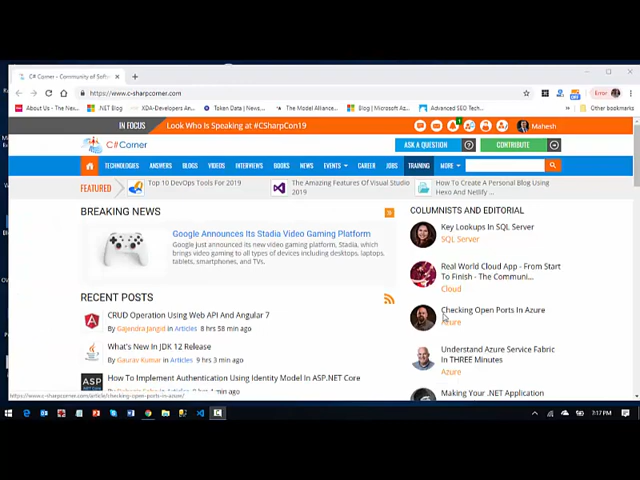 C# Corner - Community of Softw
https://www.c-sharpcorner.com
Error
About Us - The Nex...
.NET Blog
XDA-Developers An...
Token Data | News,...
The Model Alliance...
Blog | Microsoft Az...
Advanced SEO Tech...
Other bookmarks
IN FOCUS
Look Who Is Speaking at #CSharpCon19
Mahesh
C# Corner
ASK A QUESTION
CONTRIBUTE
TECHNOLOGIES ANSWERS BLOGS VIDEOS INTERVIEWS BOOKS NEWS EVENTS CAREER JOBS TRAINING MORE
FEATURED
Top 10 DevOps Tools For 2019
The Amazing Features Of Visual Studio
2019
How To Create A Personal Blog Using
Hexo And Netlify ...
BREAKING NEWS
Google Announces Its Stadia Video Gaming Platform
Google just announced its new video gaming platform, Stadia, which
brings video gaming to all types of devices including desktops, laptops,
tablets, smartphones, and TVs.
RECENT POSTS
CRUD Operation Using Web API And Angular 7
by Gajendra Jangid in Articles 8 hrs 58 min ago
What's New In JDK 12 Release
by Gaurav Kumar in Articles 9 hrs 3 min ago
ASP
How To Implement Authentication Using Identity Model In ASP.NET Core
COLUMNISTS AND EDITORIAL
Key Lookups In SQL Server
SQL Server
Real World Cloud App - From Start
To Finish - The Communi...
Cloud
Checking Open Ports In Azure
Azure
Understand Azure Service Fabric
In THREE Minutes
Azure
Making Your .NET Application
https://www.c-sharpcorner.com/article/checking-open-ports-in-azure/
7:17 PM